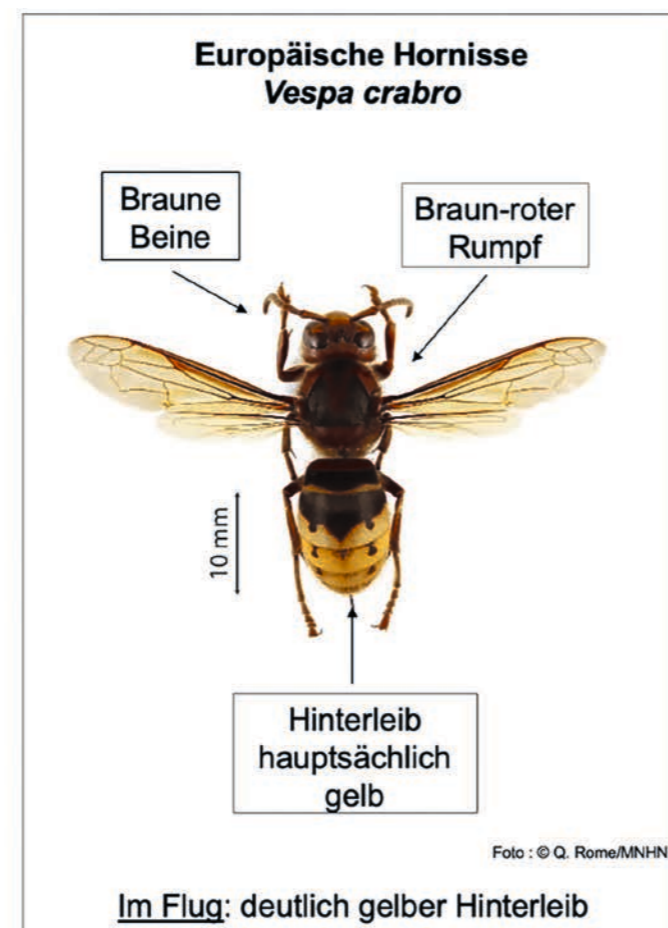 Europäische Hornisse
Vespa crabro
Braune
Beine
Braun-roter
Rumpf
10 mm
Hinterleib
hauptsächlich
gelb
Foto : © Q. Rome/MNHN
Im Flug: deutlich gelber Hinterleib